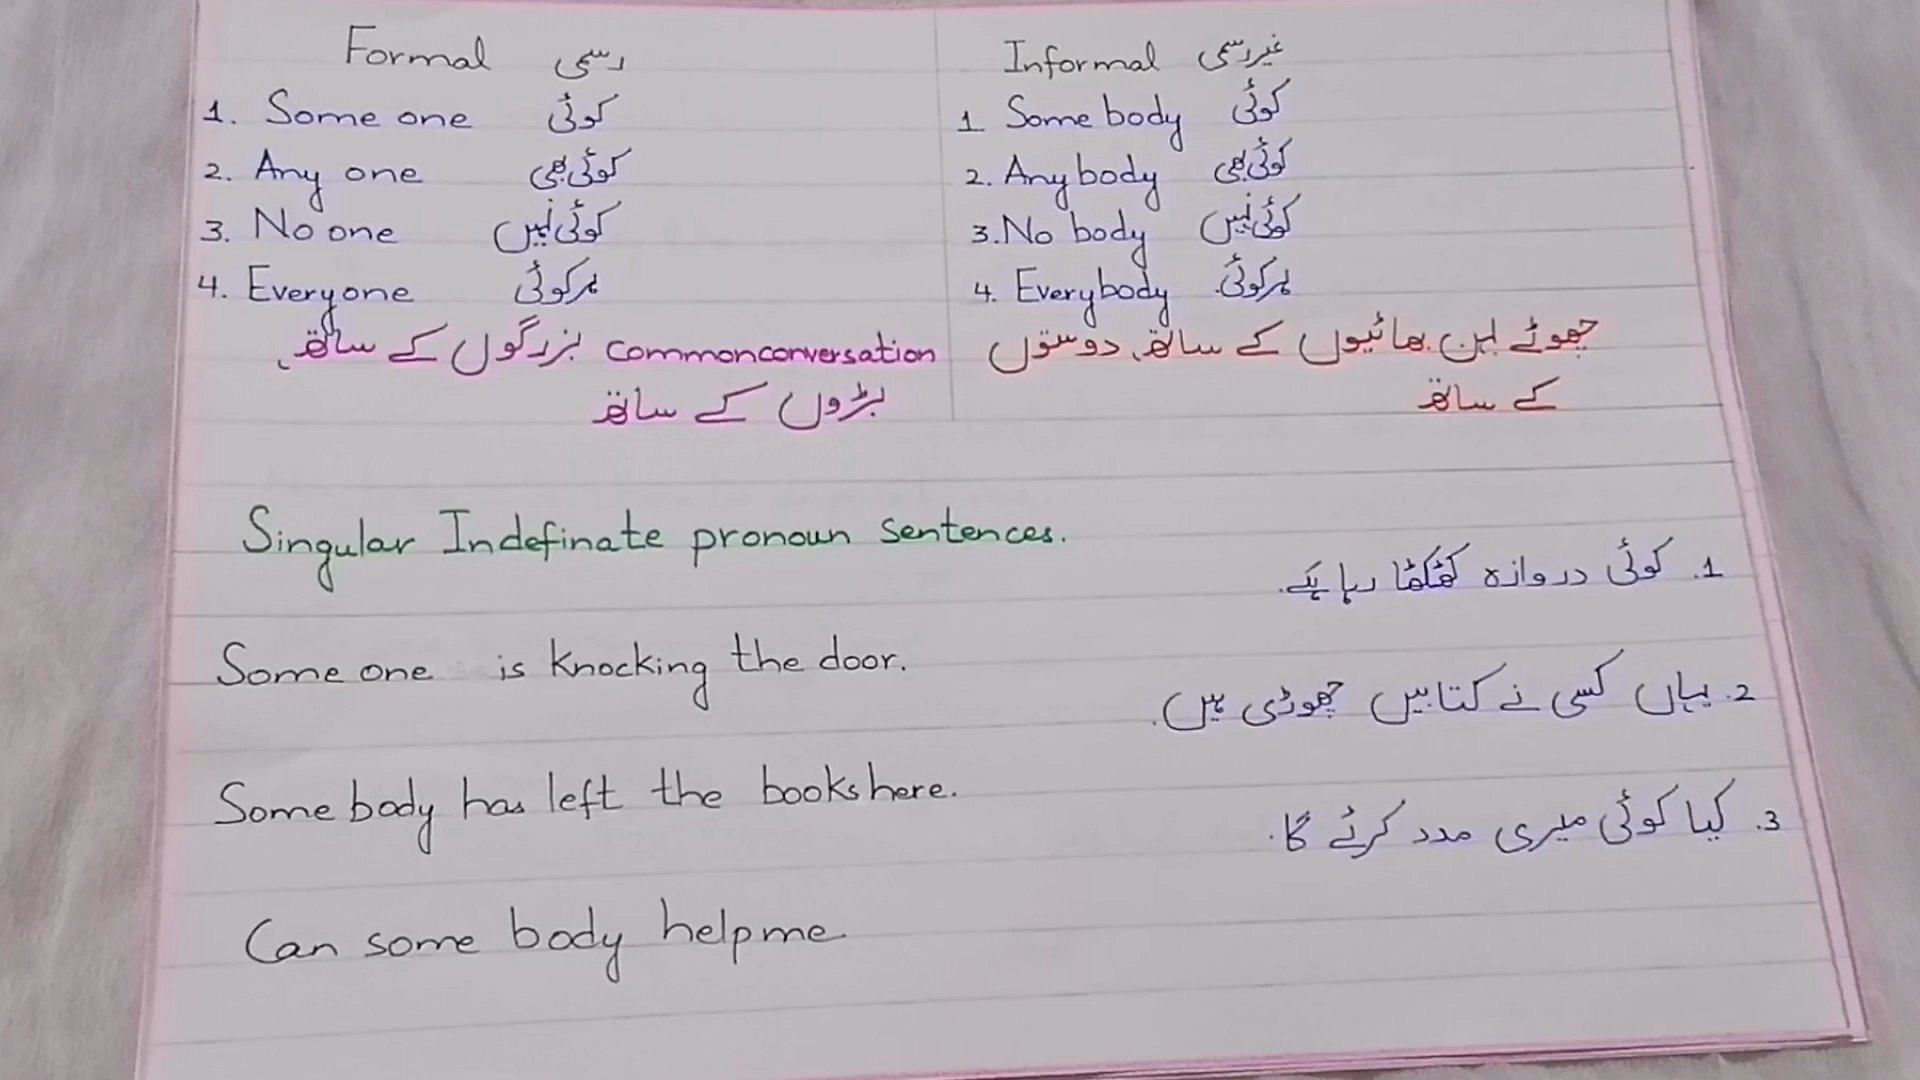 Formal رسمی
1. Some one کوئی
2. Any one کوئی بھی
3. No one کوئی نہیں
4. Everyone ہر کوئی
commonconversation بزرگوں کے ساتھ،
بڑوں کے ساتھ
Informal غیر رسمی
1 Some body کوئی
2. Any body کوئی بھی
3. No body کوئی نہیں
4. Everybody ہر کوئی
چھوٹے بہن بھائیوں کے ساتھ، دوستوں
کے ساتھ
Singular Indefinate pronoun sentences.
1. کوئی دروازہ کھٹکھٹا رہا ہے.
Some one is knocking the door.
2. یہاں کسی نے کتابیں چھوڑی ہیں.
Some body has left the books here.
3. کیا کوئی میری مدد کرئے گا.
Can some body help me